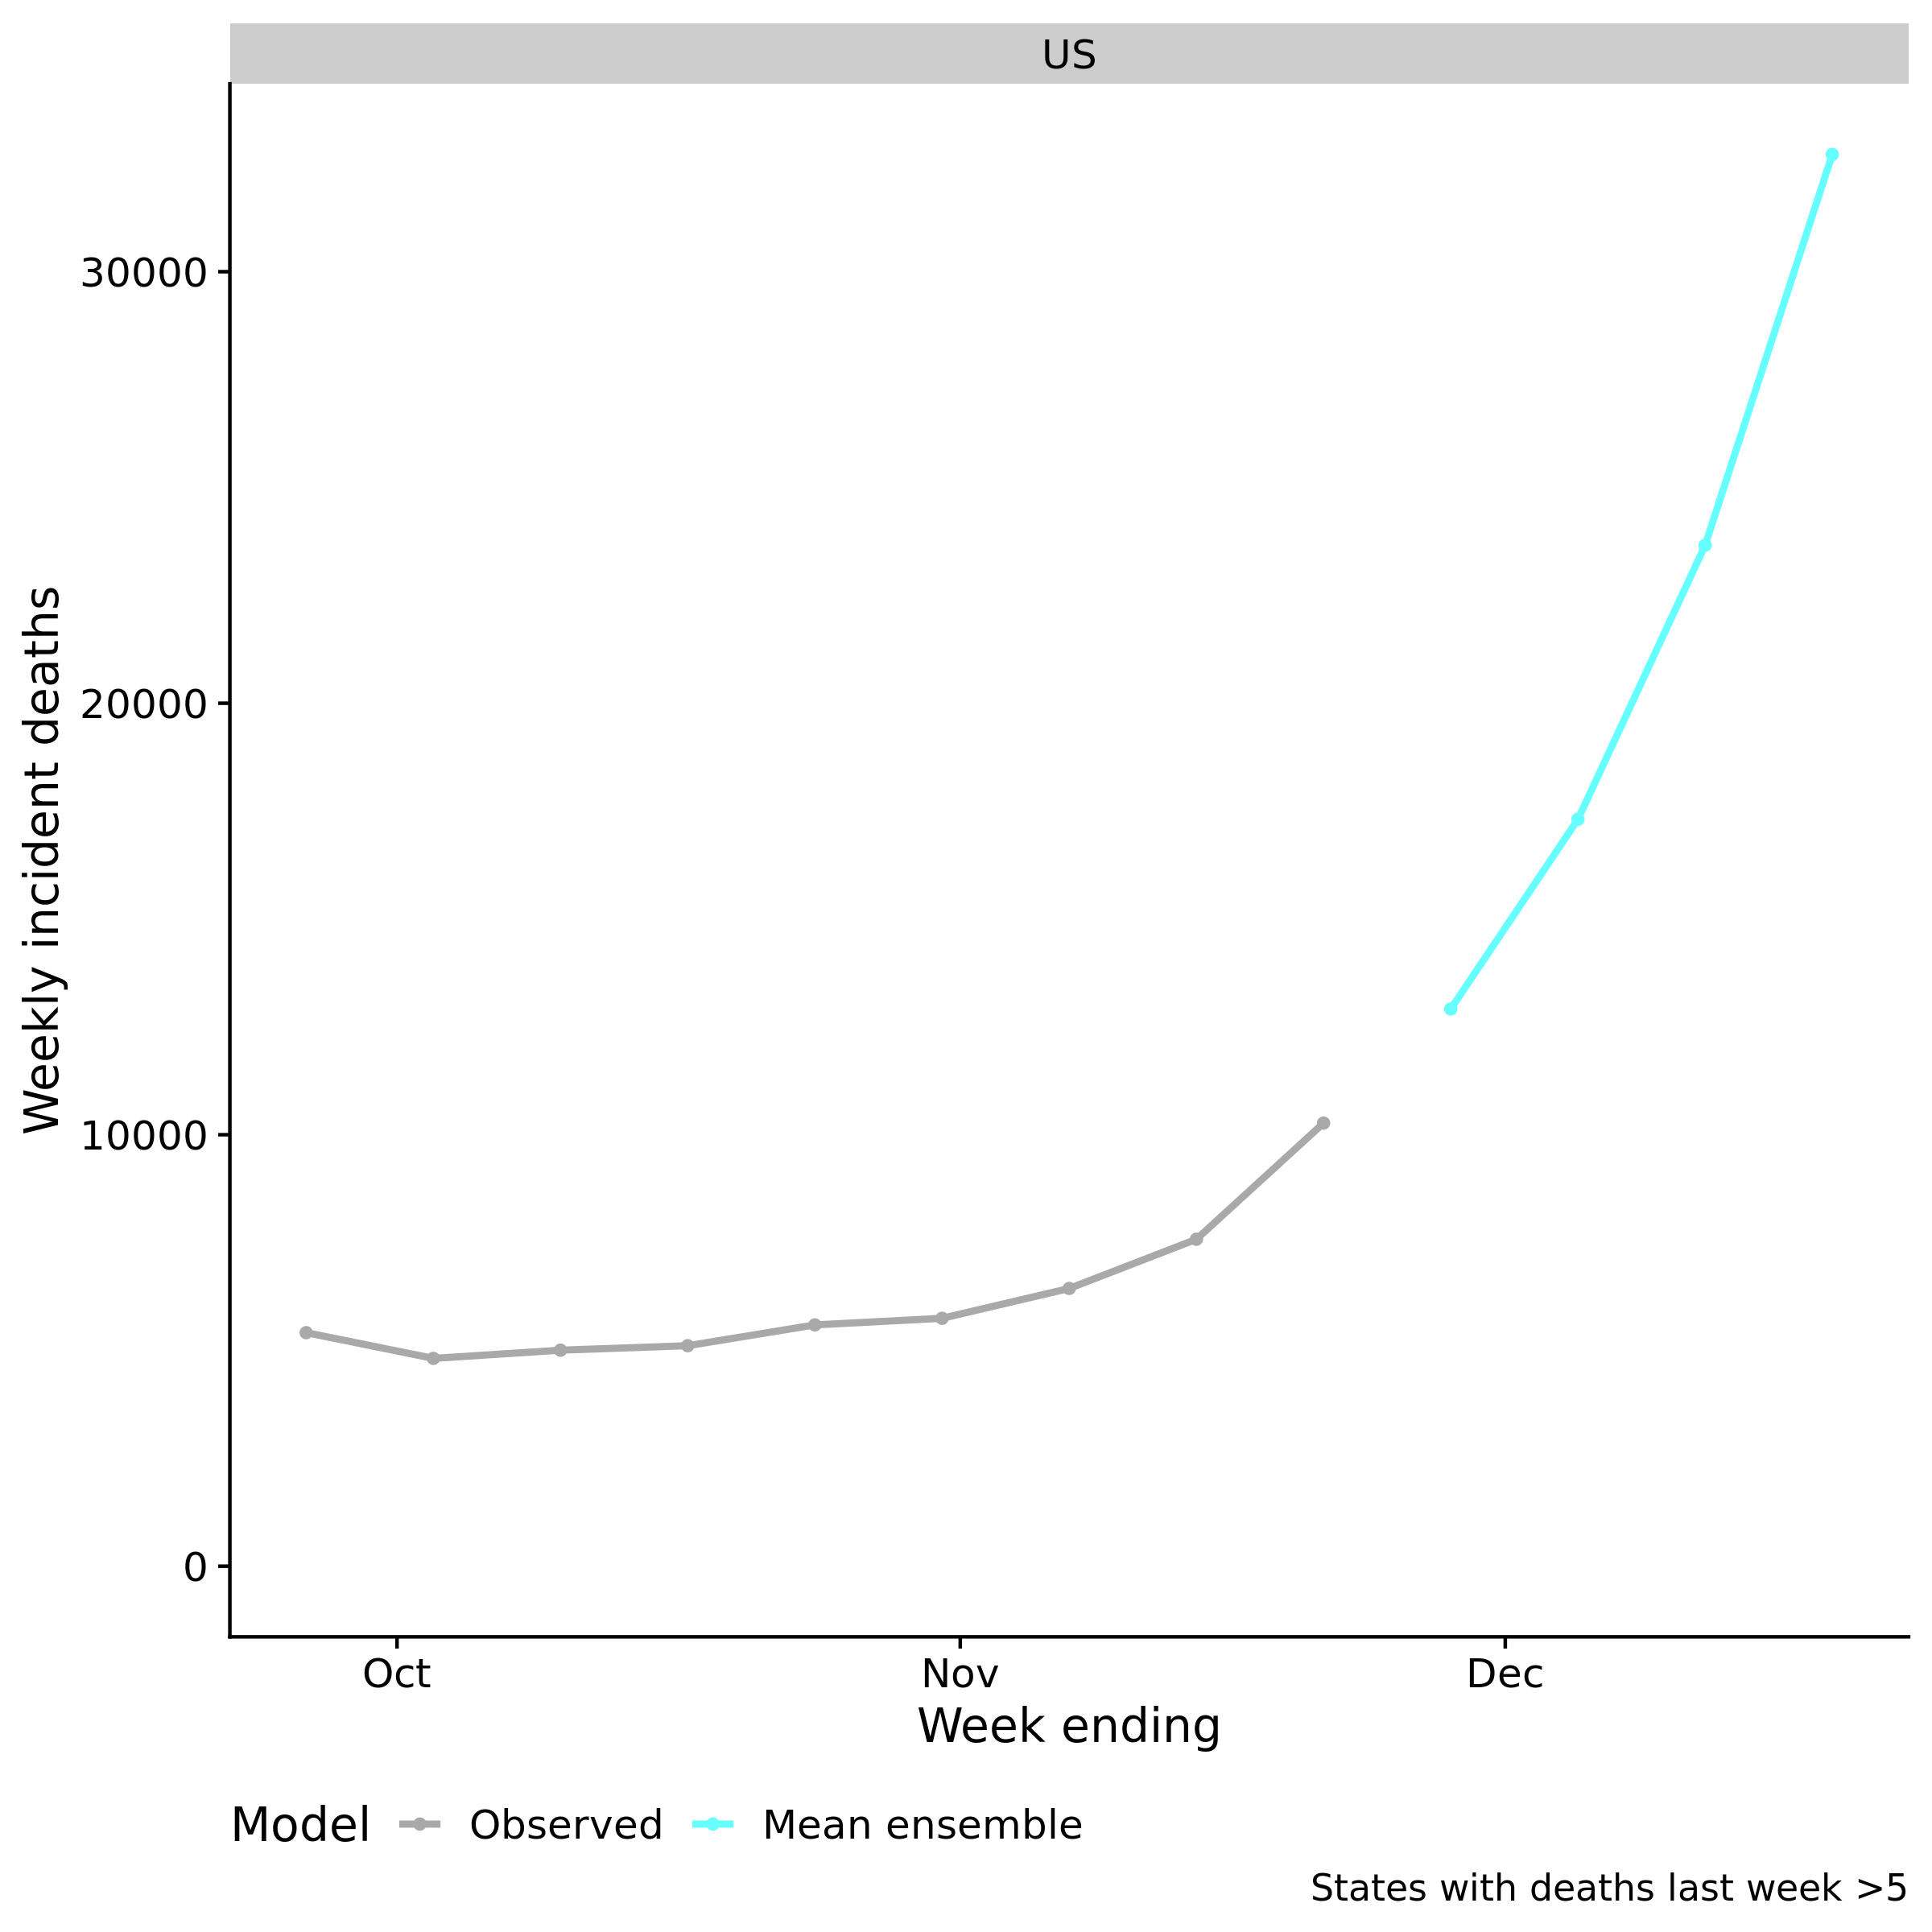 US
Weekly incident deaths
30000
20000
10000
0
Oct Nov Dec
Week ending
Model Observed Mean ensemble
States with deaths last week >5